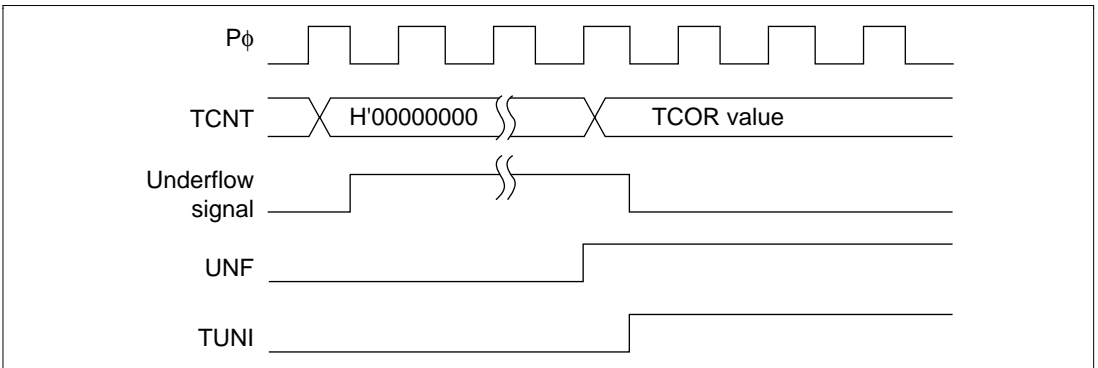 Pϕ
TCNT
H'00000000
TCOR value
Underflow
signal
UNF
TUNI